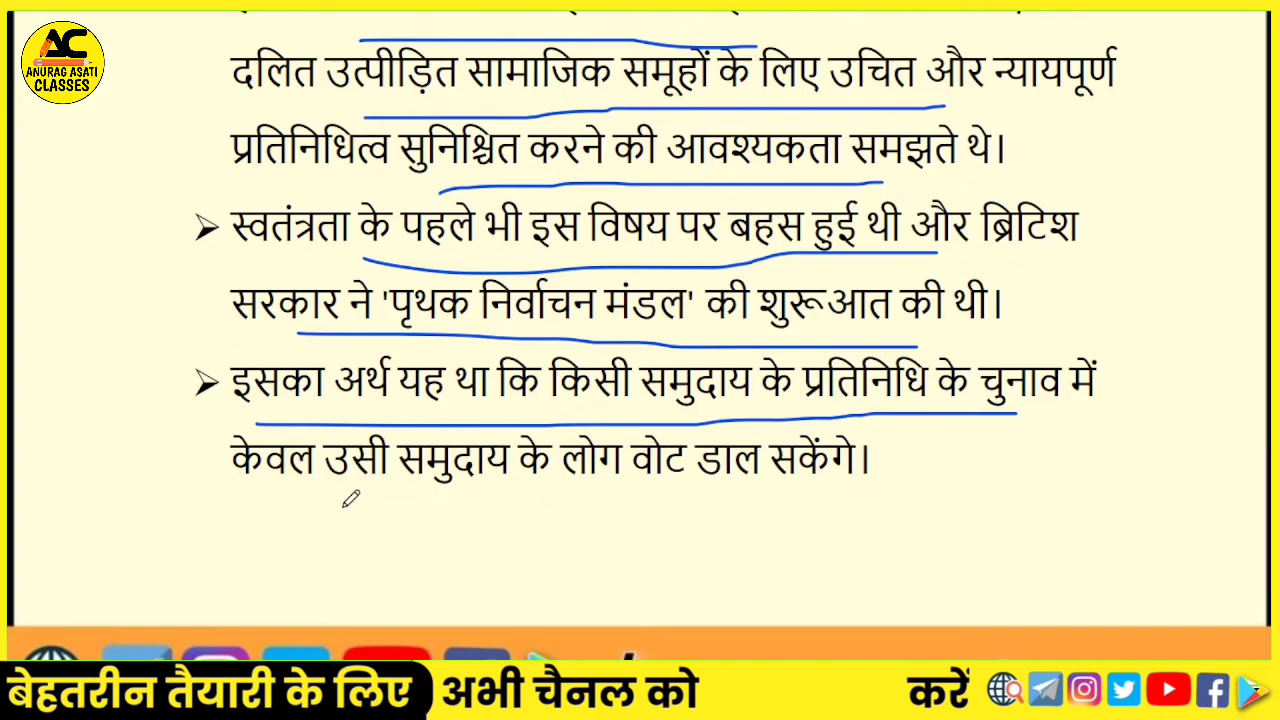 AC
ANURAG ASATI
CLASSES
दलित उत्पीड़ित सामाजिक समूहों के लिए उचित और न्यायपूर्ण
प्रतिनिधित्व सुनिश्चित करने की आवश्यकता समझते थे।
➢ स्वतंत्रता के पहले भी इस विषय पर बहस हुई थी और ब्रिटिश
सरकार ने 'पृथक निर्वाचन मंडल' की शुरूआत की थी।
➢ इसका अर्थ यह था कि किसी समुदाय के प्रतिनिधि के चुनाव में
केवल उसी समुदाय के लोग वोट डाल सकेंगे।
बेहतरीन तैयारी के लिए अभी चैनल को करें